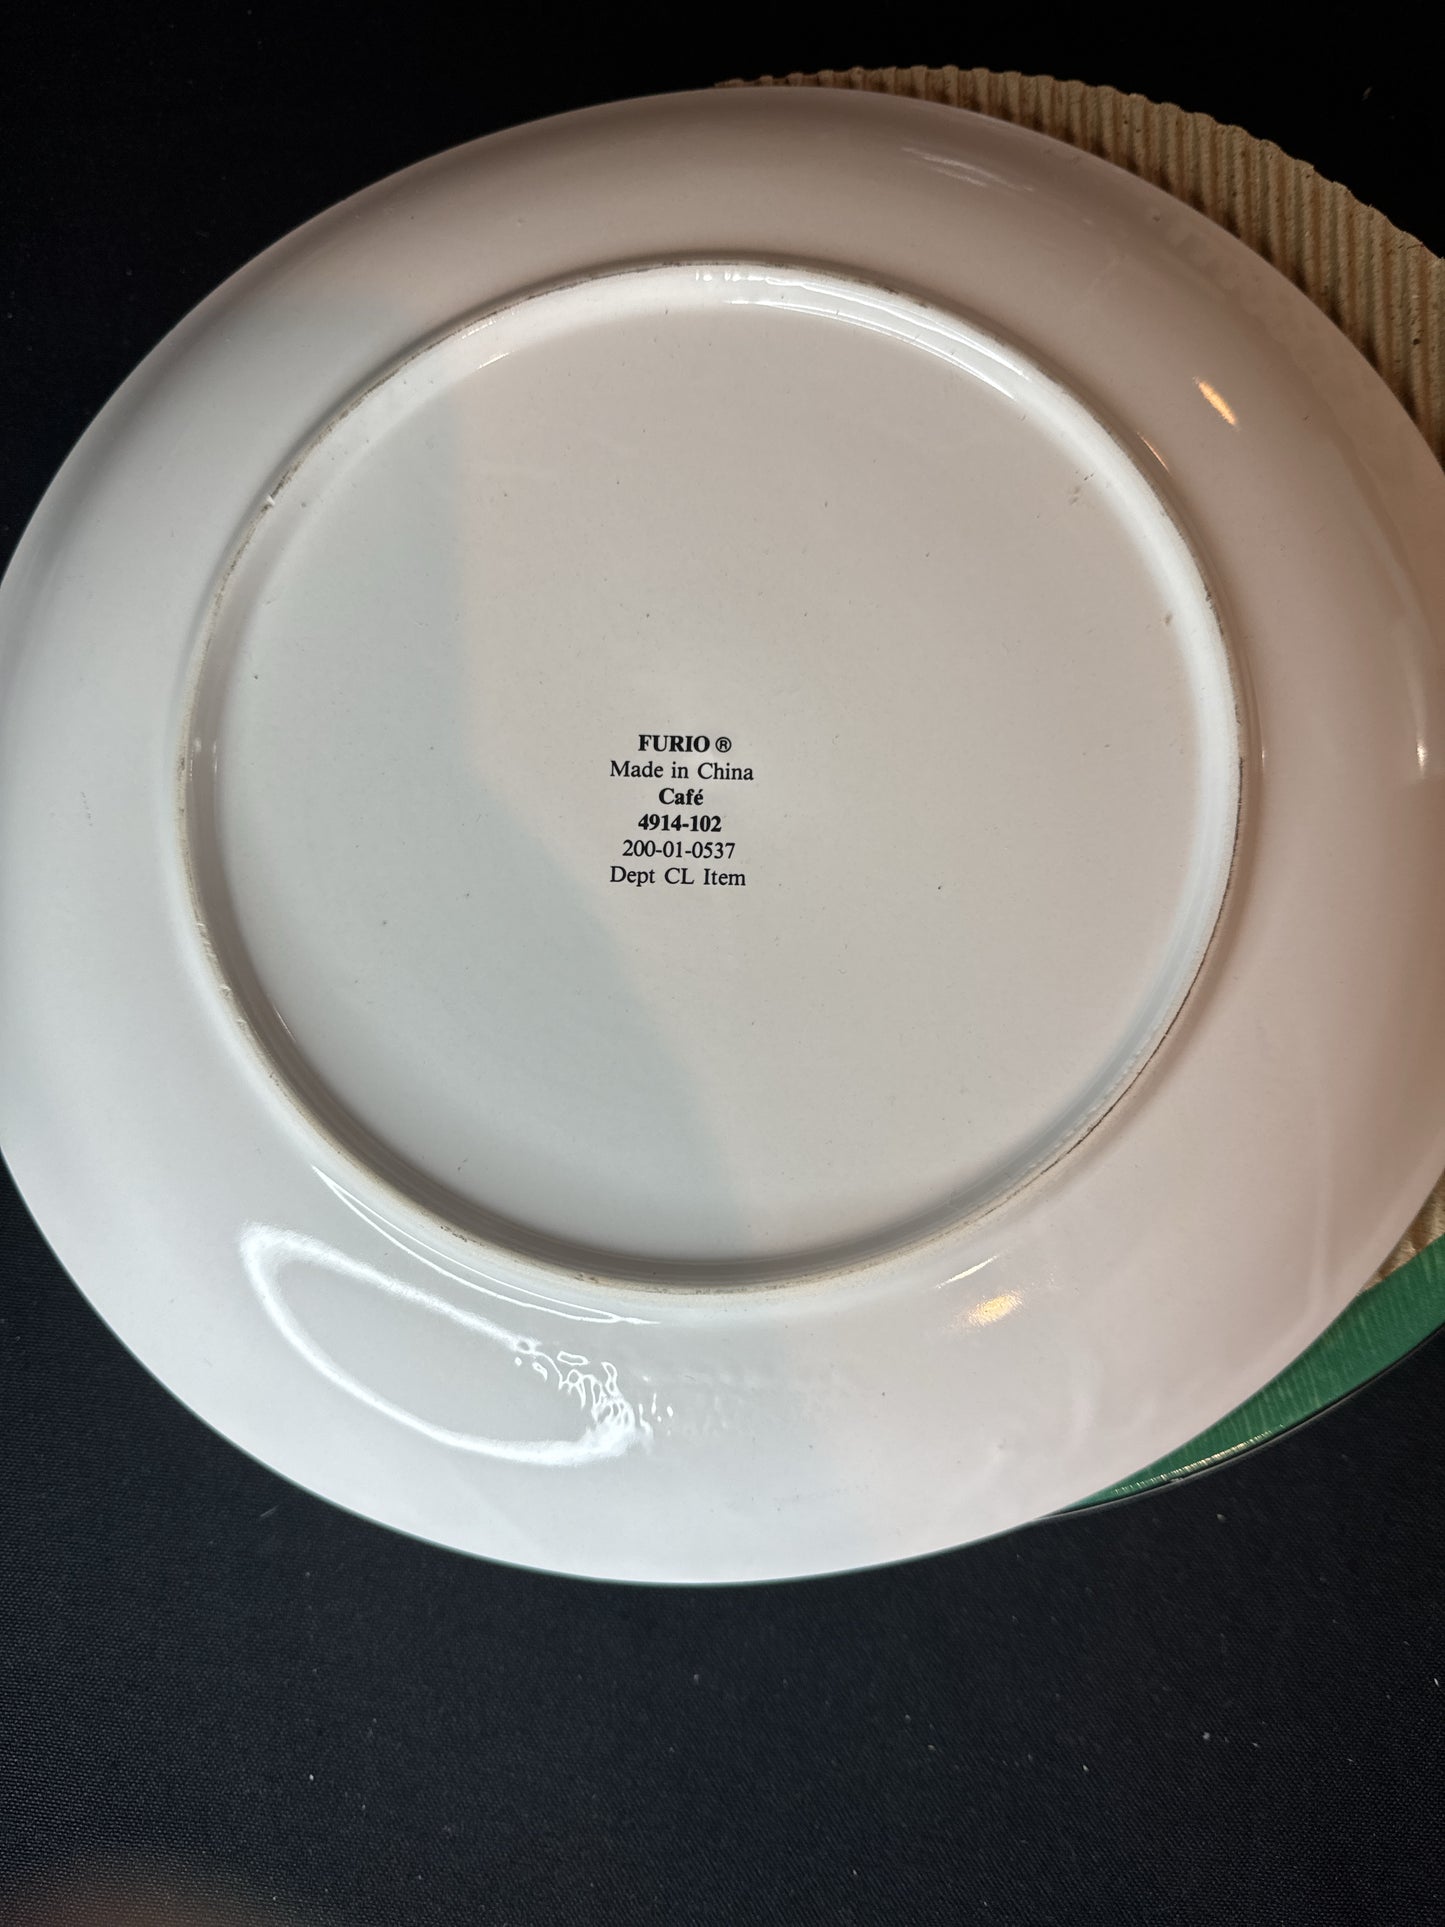 FURIO ®
Made in China
Café
4914-102
200-01-0537
Dept CL Item